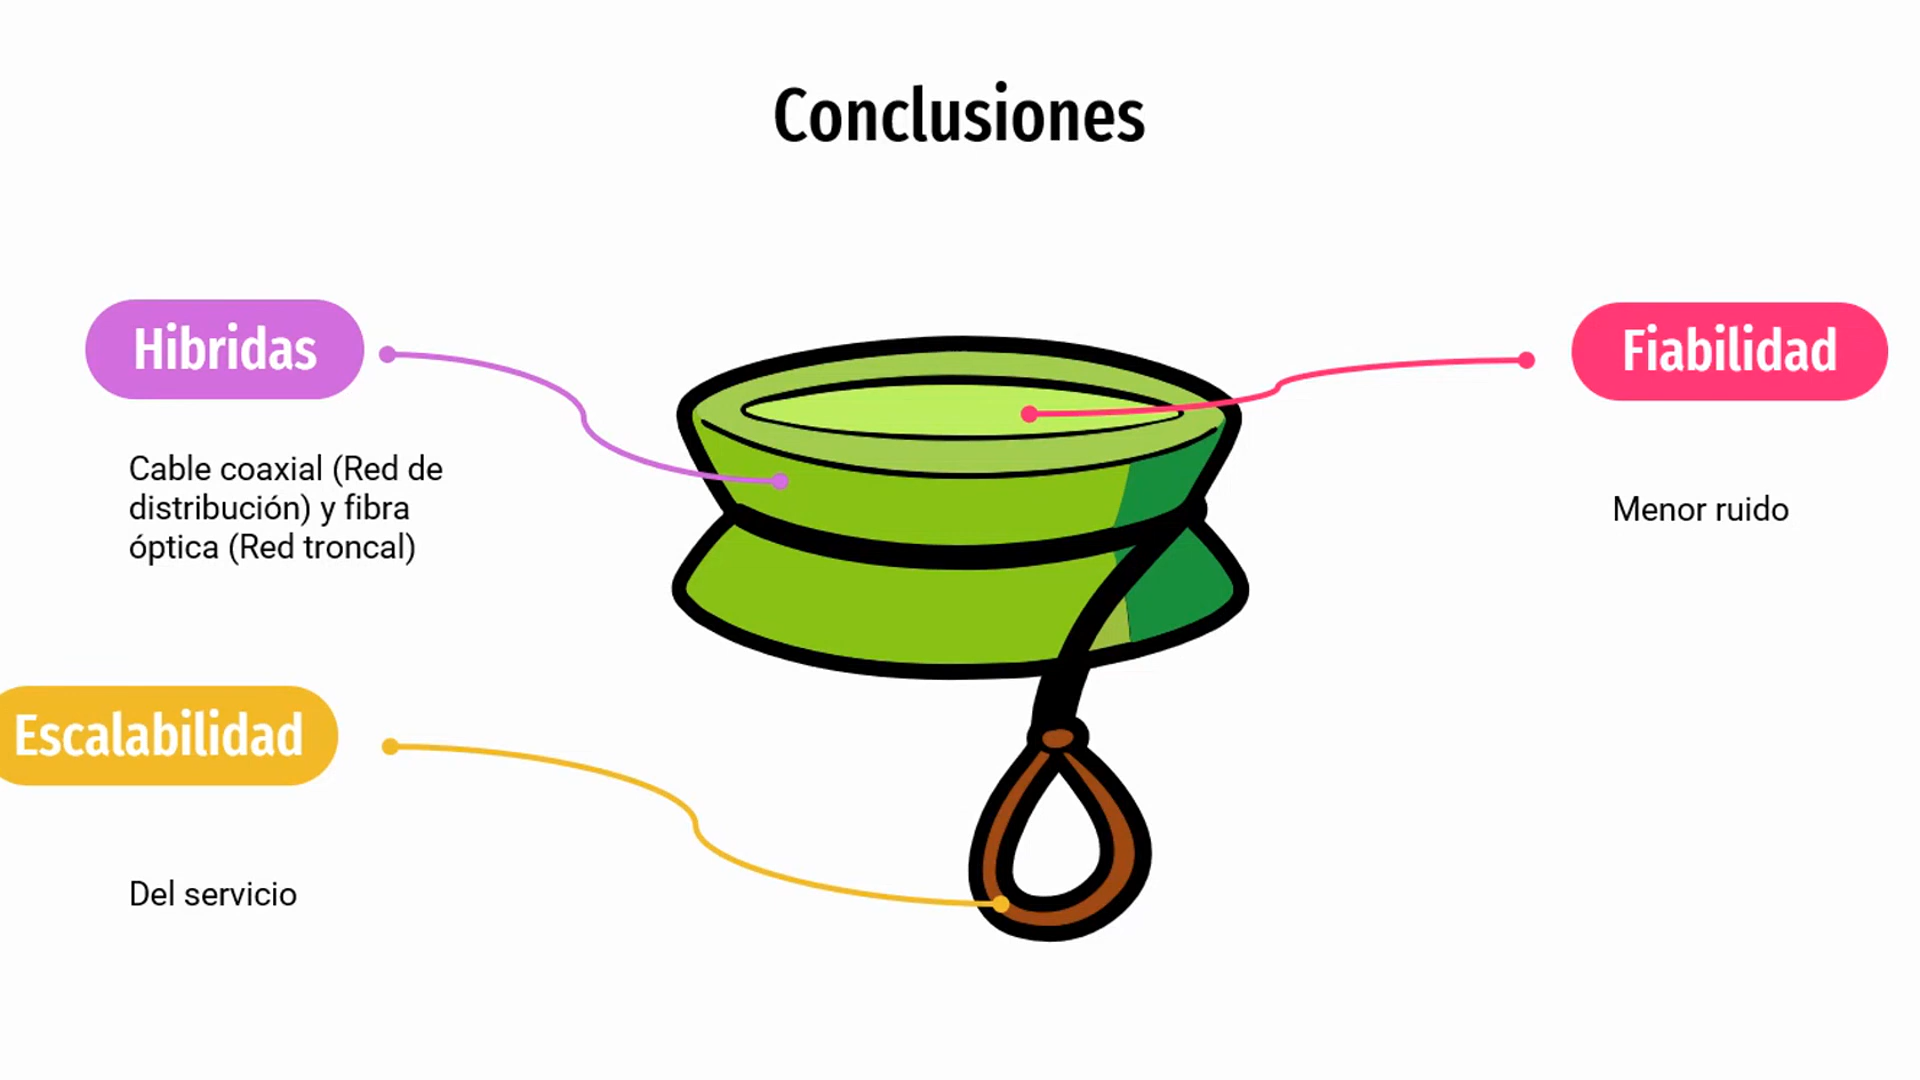 Conclusiones
Hibridas
Cable coaxial (Red de
distribución) y fibra
óptica (Red troncal)
Fiabilidad
Menor ruido
Escalabilidad
Del servicio